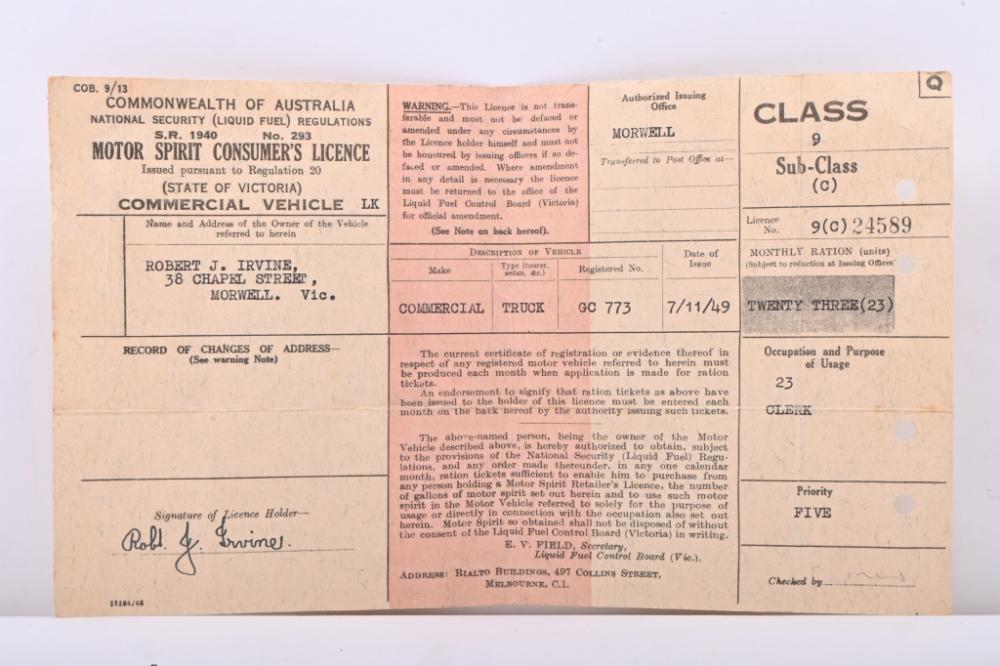 COB. 9/13
COMMONWEALTH OF AUSTRALIA
NATIONAL SECURITY (LIQUID FUEL) REGULATIONS
S.R. 1940 No. 293
MOTOR SPIRIT CONSUMER'S LICENCE
Issued pursuant to Regulation 20
(STATE OF VICTORIA)
COMMERCIAL VEHICLE LK
Name and Address of the Owner of the Vehicle
referred to herein
ROBERT J. IRVINE,
38 CHAPEL STREET,
MORWELL. Vic.
RECORD OF CHANGES OF ADDRESS—
(See warning Note)
Signature of Licence Holder—
Robt. J. Irvine.
11164/48
WARNING.—This Licence is not trans-
ferable and must not be defaced or
amended under any circumstances by
the Licence holder himself and must not
be honoured by issuing officers if so de-
faced or amended. Where amendment
in any detail is necessary the licence
must be returned to the office of the
Liquid Fuel Control Board (Victoria)
for official amendment.
(See Note on back hereof).
Authorized Issuing
Office
MORWELL
Transferred to Post Office at—
DESCRIPTION OF VEHICLE
Make
Type (tourer,
sedan, &c.)
Registered No.
Date of
Issue
COMMERCIAL TRUCK GC 773 7/11/49
The current certificate of registration or evidence thereof in
respect of any registered motor vehicle referred to herein must
be produced each month when application is made for ration
tickets.
An endorsement to signify that ration tickets as above have
been issued to the holder of this licence must be entered each
month on the back hereof by the authority issuing such tickets.
The above-named person, being the owner of the Motor
Vehicle described above, is hereby authorized to obtain, subject
to the provisions of the National Security (Liquid Fuel) Regu-
lations, and any order made thereunder, in any one calendar
month, ration tickets sufficient to enable him to purchase from
any person holding a Motor Spirit Retailer's Licence, the number
of gallons of motor spirit set out herein and to use such motor
spirit in the Motor Vehicle referred to solely for the purpose of
usage or directly in connection with the occupation also set out
herein. Motor Spirit so obtained shall not be disposed of without
the consent of the Liquid Fuel Control Board (Victoria) in writing.
E. V. FIELD, Secretary,
Liquid Fuel Control Board (Vic.).
ADDRESS: RIALTO BUILDINGS, 497 COLLINS STREET,
MELBOURNE, C.1.
Q
CLASS
9
Sub-Class
(C)
Licence
No. 9(C) 24589
MONTHLY RATION (units)
(Subject to reduction at Issuing Office)
TWENTY THREE(23)
Occupation and Purpose
of Usage
23
CLERK
Priority
FIVE
Checked by